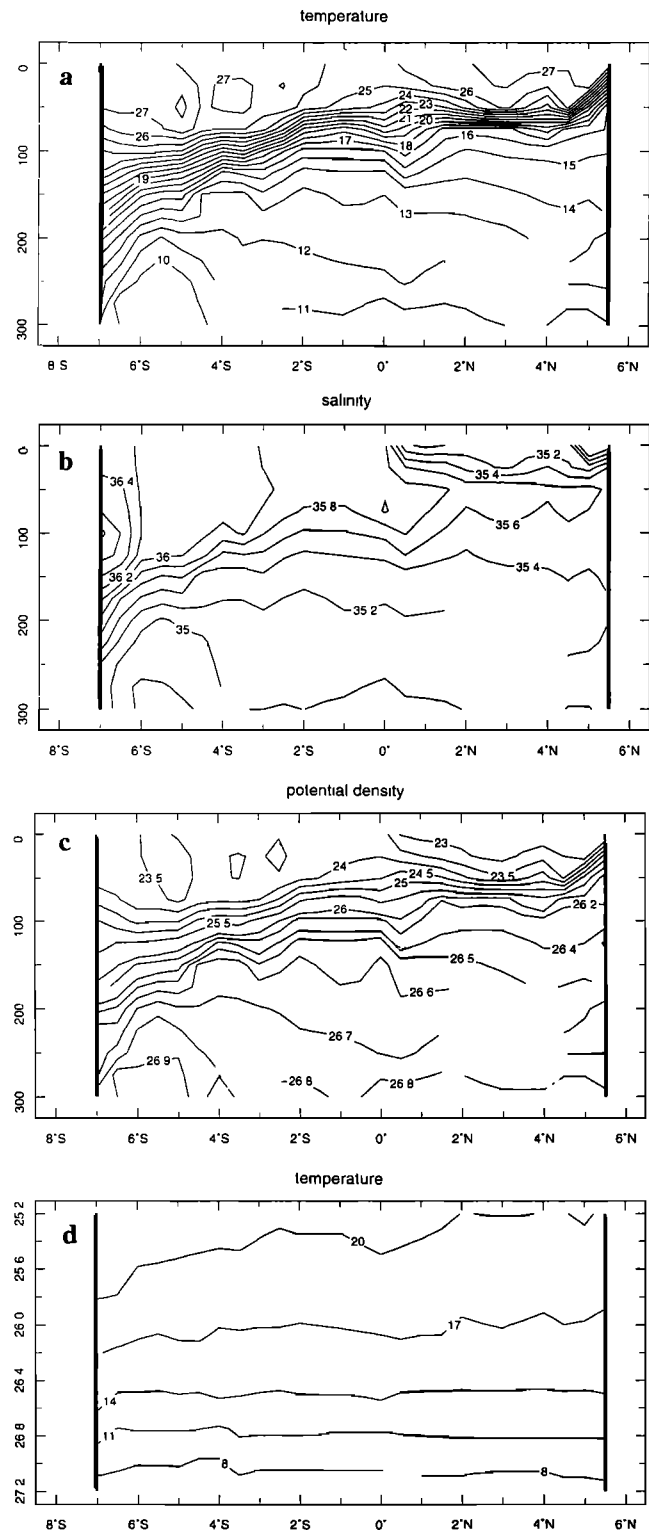 temperature
a
0
100
200
300
27
27
26
19
10
25
24
23
22
21
20
17
18
26
27
16
15
14
13
12
11
8°S
6°S
4°S
2°S
0°
2°N
4°N
6°N
salinity
b
0
100
200
300
36 4
36 2
36
35
35 8
35 2
35 4
35 6
35 4
35 2
8°S
6°S
4°S
2°S
0°
2°N
4°N
6°N
potential density
c
0
100
200
300
23 5
25 5
26 9
24
24 5
25
26
23
23 5
26 2
26 4
26 5
26 6
26 7
26 8
26 8
8°S
6°S
4°S
2°S
0°
2°N
4°N
6°N
temperature
d
25.2
25.6
26 0
26.4
26 8
27 2
20
17
14
11
8
8
8°S
6°S
4°S
2°S
0°
2°N
4°N
6°N